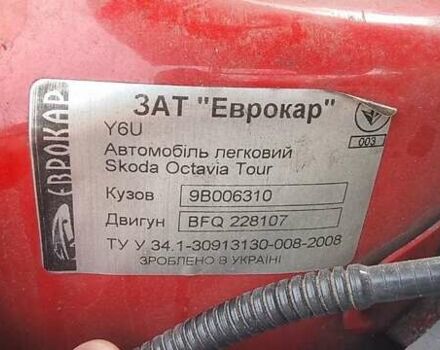 ЄВРОКАР
ЗАТ "Еврокар"
Y6U
Автомобіль легковий
Skoda Octavia Tour
003
Кузов 9B006310
Двигун BFQ 228107
ТУ У 34.1-30913130-008-2008
ЗРОБЛЕНО В УКРАЇНІ